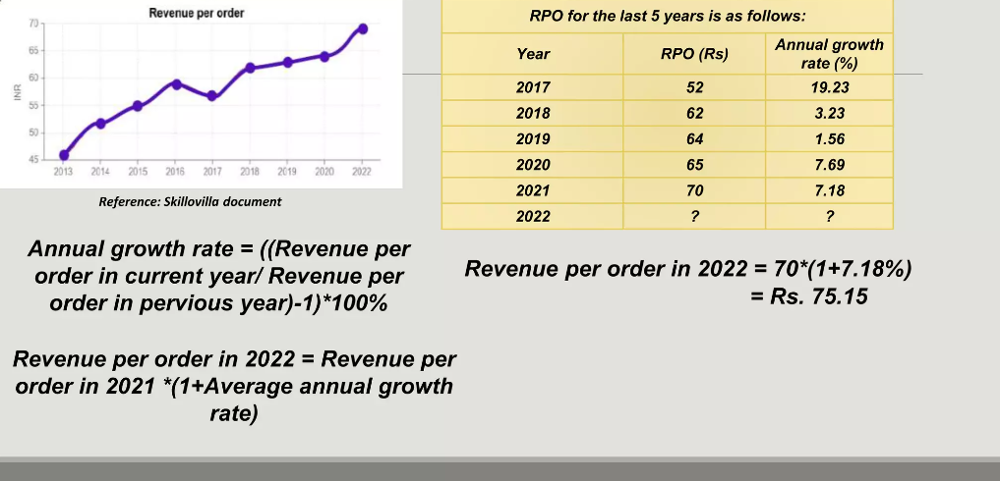 Revenue per order
70
65
60
55
50
45
INR
2013 2014 2015 2016 2017 2018 2019 2020 2022
Reference: Skillovilla document
RPO for the last 5 years is as follows:
Year RPO (Rs) Annual growth
rate (%)
2017 52 19.23
2018 62 3.23
2019 64 1.56
2020 65 7.69
2021 70 7.18
2022 ? ?
Annual growth rate = ((Revenue per
order in current year/ Revenue per
order in pervious year)-1)*100%
Revenue per order in 2022 = Revenue per
order in 2021 *(1+Average annual growth
rate)
Revenue per order in 2022 = 70*(1+7.18%)
= Rs. 75.15